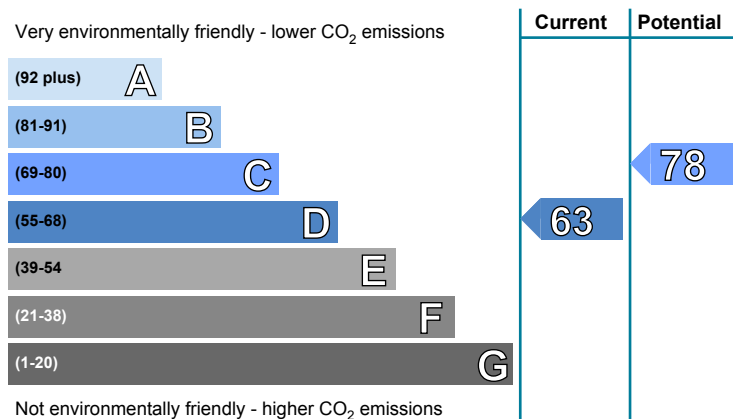 Current Potential
Very environmentally friendly - lower CO2 emissions
(92 plus) A
(81-91) B
(69-80) C
78
(55-68) D
63
(39-54 E
(21-38) F
(1-20) G
Not environmentally friendly - higher CO2 emissions